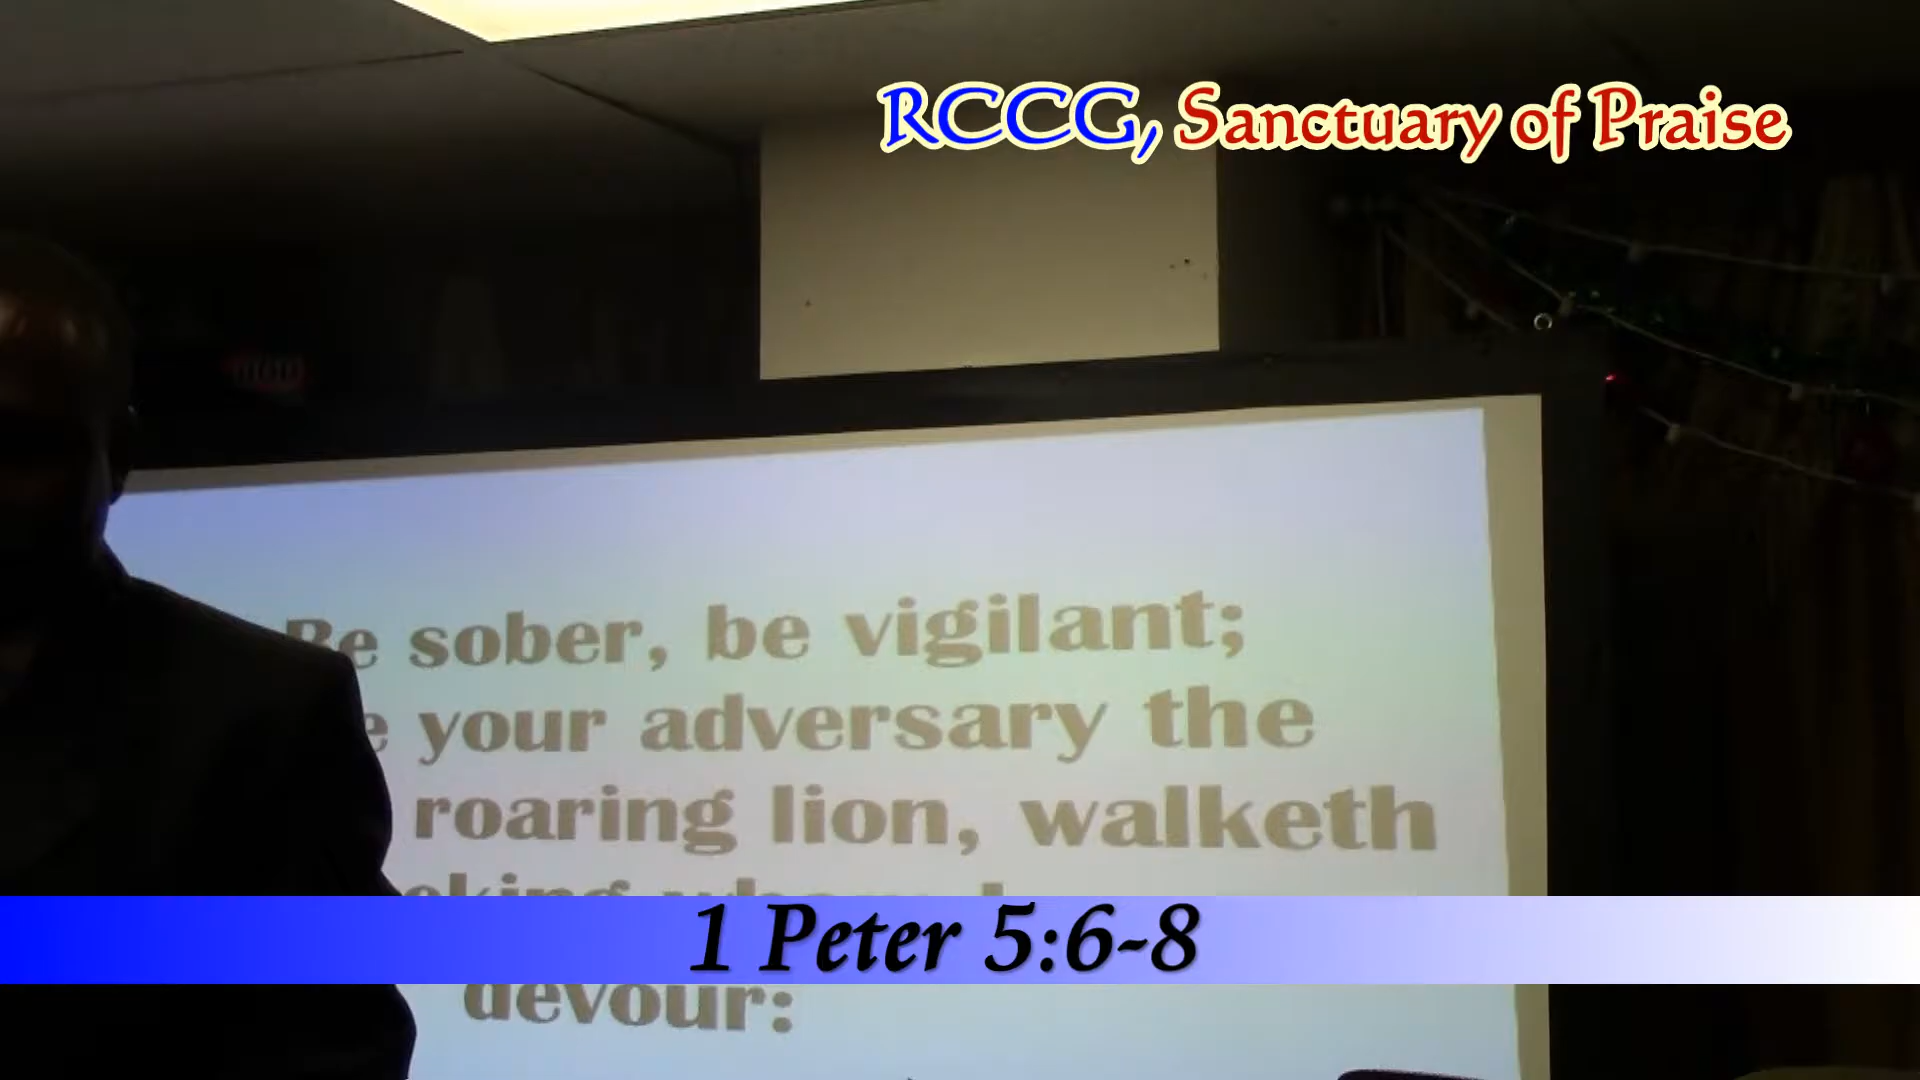 RCCG, Sanctuary of Praise
Be sober, be vigilant;
your adversary the
roaring lion, walketh
1 Peter 5:6-8
devour: